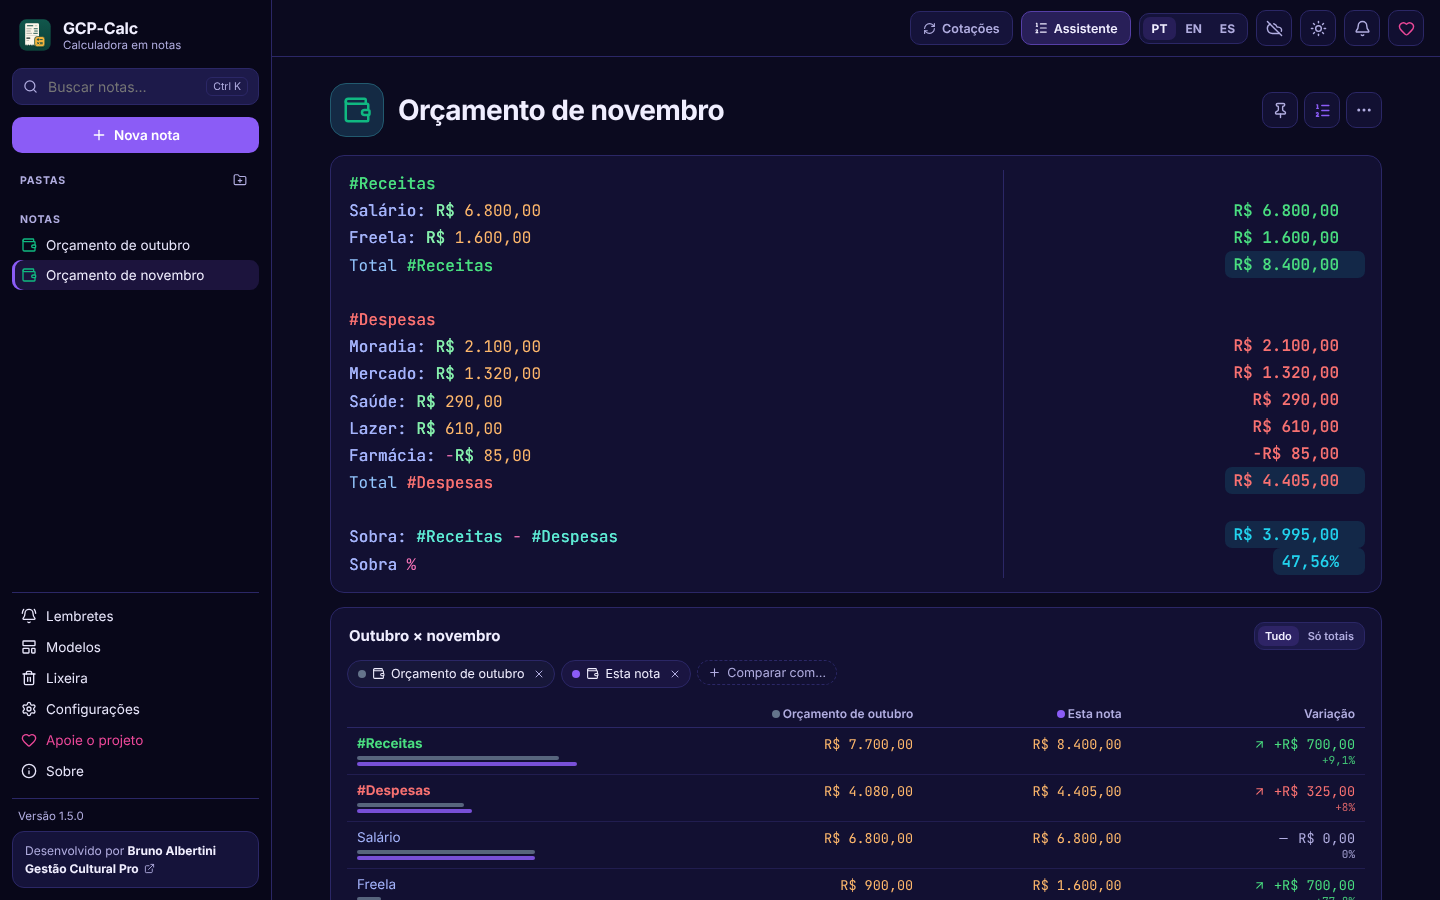 GCP-Calc
Calculadora em notas
Buscar notas...
Ctrl K
Nova nota
PASTAS
NOTAS
Orçamento de outubro
Orçamento de novembro
Lembretes
Modelos
Lixeira
Configurações
Apoie o projeto
Sobre
Versão 1.5.0
Desenvolvido por Bruno Albertini
Gestão Cultural Pro
Cotações
Assistente
PT EN ES
Orçamento de novembro
#Receitas
Salário: R$ 6.800,00 R$ 6.800,00
Freela: R$ 1.600,00 R$ 1.600,00
Total #Receitas R$ 8.400,00
#Despesas
Moradia: R$ 2.100,00 R$ 2.100,00
Mercado: R$ 1.320,00 R$ 1.320,00
Saúde: R$ 290,00 R$ 290,00
Lazer: R$ 610,00 R$ 610,00
Farmácia: -R$ 85,00 -R$ 85,00
Total #Despesas R$ 4.405,00
Sobra: #Receitas - #Despesas R$ 3.995,00
Sobra % 47,56%
Outubro × novembro
Tudo Só totais
Orçamento de outubro × Esta nota × + Comparar com...
Orçamento de outubro Esta nota Variação
#Receitas R$ 7.700,00 R$ 8.400,00 +R$ 700,00
+9,1%
#Despesas R$ 4.080,00 R$ 4.405,00 +R$ 325,00
+8%
Salário R$ 6.800,00 R$ 6.800,00 — R$ 0,00
0%
Freela R$ 900,00 R$ 1.600,00 +R$ 700,00